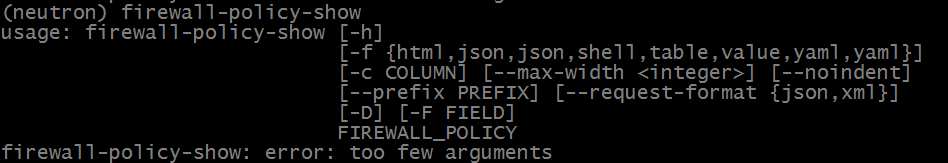 (neutron) firewall-policy-show
usage: firewall-policy-show [-h]
[-f {html,json,json,shell,table,value,yaml,yaml}]
[-c COLUMN] [--max-width <integer>] [--noindent]
[--prefix PREFIX] [--request-format {json,xml}]
[-D] [-F FIELD]
FIREWALL_POLICY
firewall-policy-show: error: too few arguments